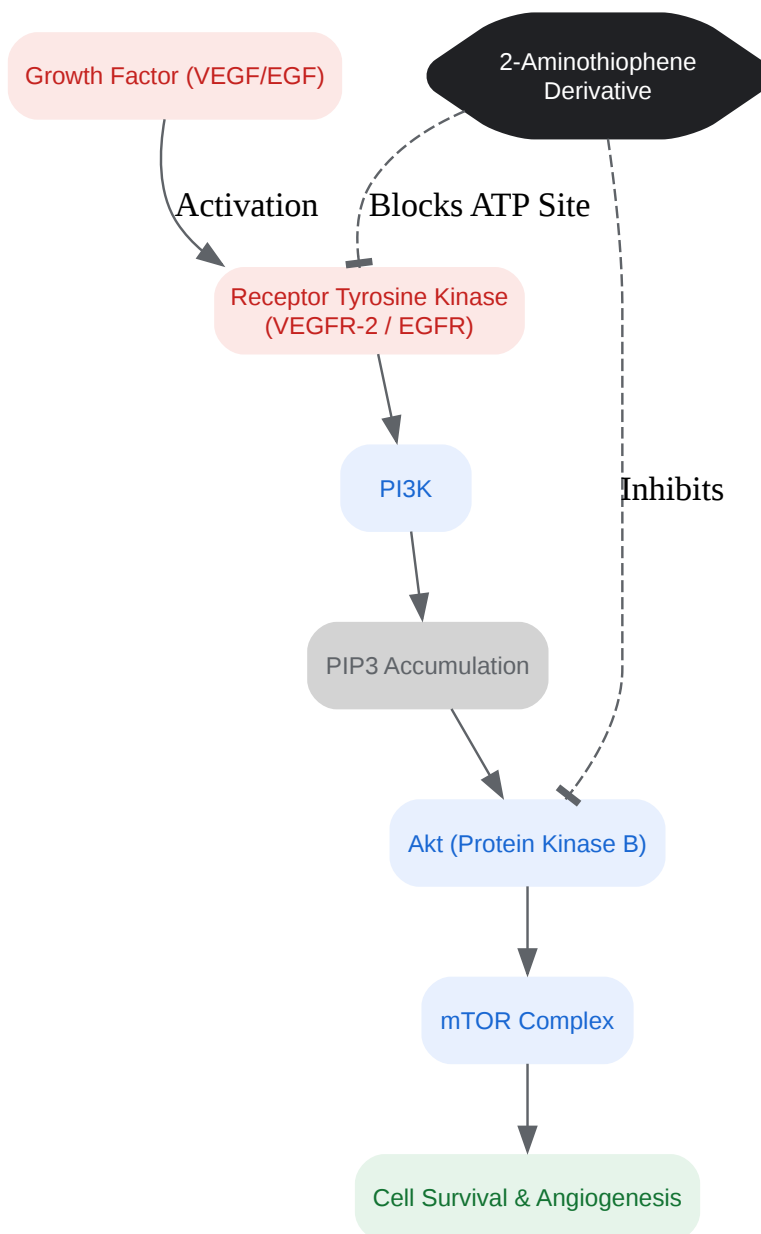 Growth Factor (VEGF/EGF)
2-Aminothiophene
Derivative
Activation
Blocks ATP Site
Receptor Tyrosine Kinase
(VEGFR-2 / EGFR)
PI3K
Inhibits
PIP3 Accumulation
Akt (Protein Kinase B)
mTOR Complex
Cell Survival & Angiogenesis